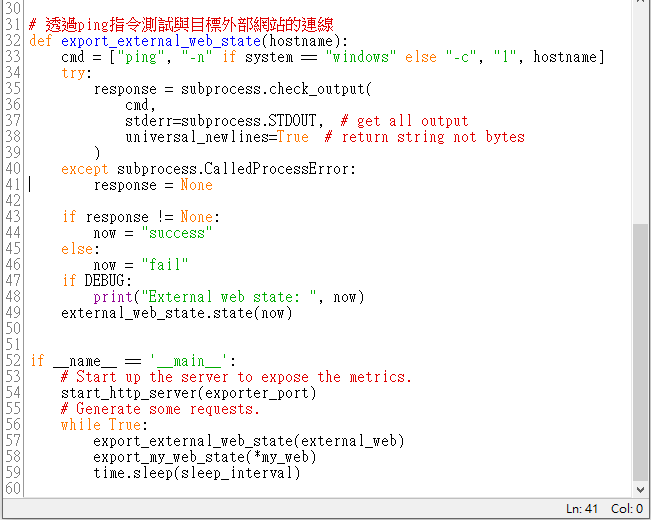 30
31 # 透過ping指令測試與目標外部網站的連線
32 def export_external_web_state(hostname):
33     cmd = ["ping", "-n" if system == "windows" else "-c", "1", hostname]
34     try:
35         response = subprocess.check_output(
36             cmd,
37             stderr=subprocess.STDOUT,  # get all output
38             universal_newlines=True  # return string not bytes
39         )
40     except subprocess.CalledProcessError:
41         response = None
42
43     if response != None:
44         now = "success"
45     else:
46         now = "fail"
47     if DEBUG:
48         print("External web state: ", now)
49     external_web_state.state(now)
50
51
52 if __name__ == '__main__':
53     # Start up the server to expose the metrics.
54     start_http_server(exporter_port)
55     # Generate some requests.
56     while True:
57         export_external_web_state(external_web)
58         export_my_web_state(*my_web)
59         time.sleep(sleep_interval)
60
Ln: 41 Col: 0